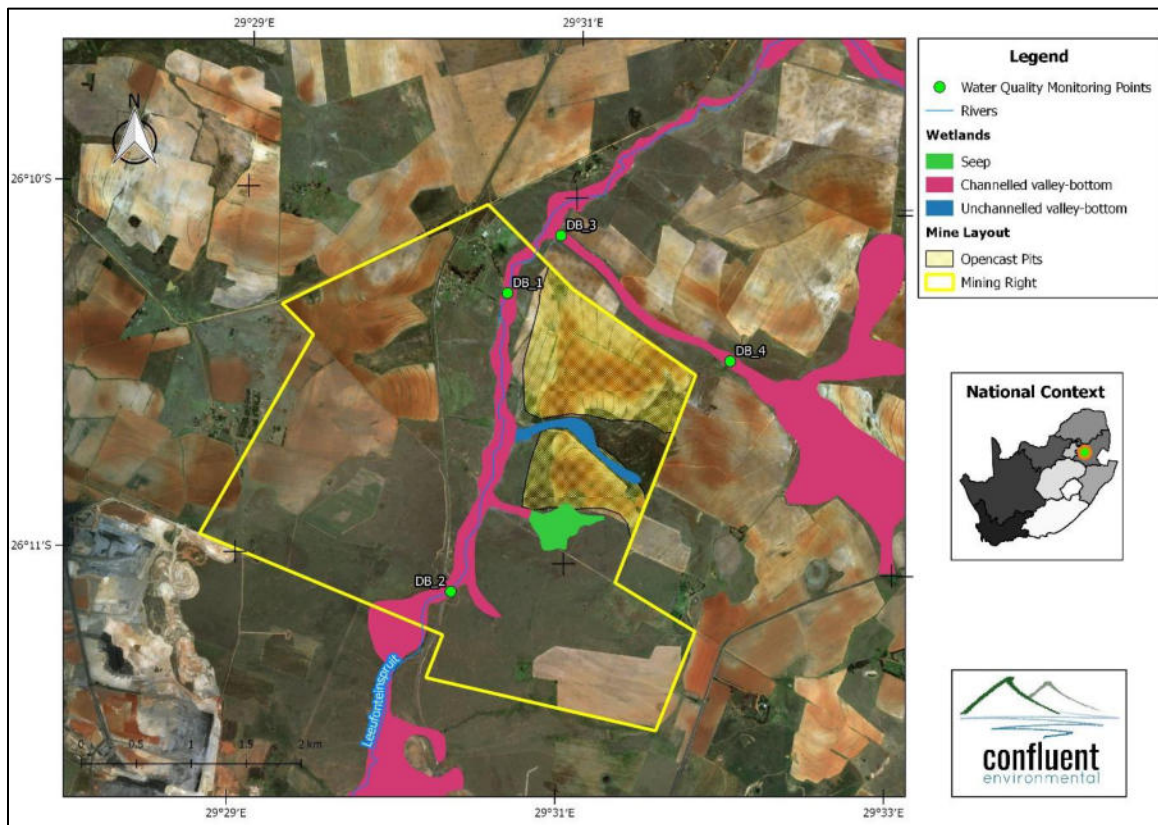 29°29'E
29°31'E
N
26°10'S
DB_3
DB_1
DB_4
26°11'S
DB_2
Leeufonteinspruit
0 0.5 1 1.5 2 km
29°29'E
29°31'E
29°33'E
Legend
Water Quality Monitoring Points
Rivers
Wetlands
Seep
Channelled valley-bottom
Unchannelled valley-bottom
Mine Layout
Opencast Pits
Mining Right
National Context
confluent
environmental